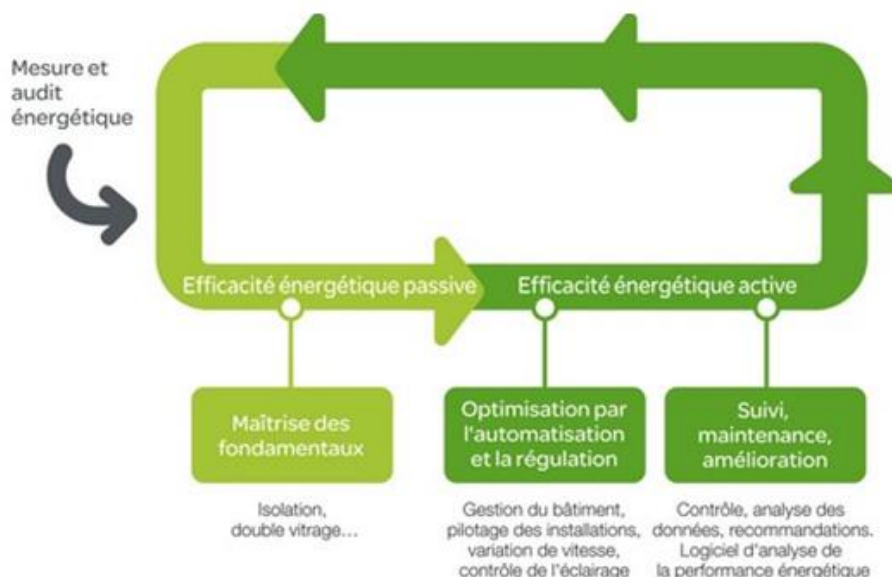 Mesure et
audit
énergétique
Efficacité énergétique passive
Efficacité énergétique active
Maîtrise des
fondamentaux
Optimisation par
l'automatisation
et la régulation
Suivi,
maintenance,
amélioration
Isolation,
double vitrage...
Gestion du bâtiment,
pilotage des installations,
variation de vitesse,
contrôle de l'éclairage
Contrôle, analyse des
données, recommandations.
Logiciel d'analyse de
la performance énergétique